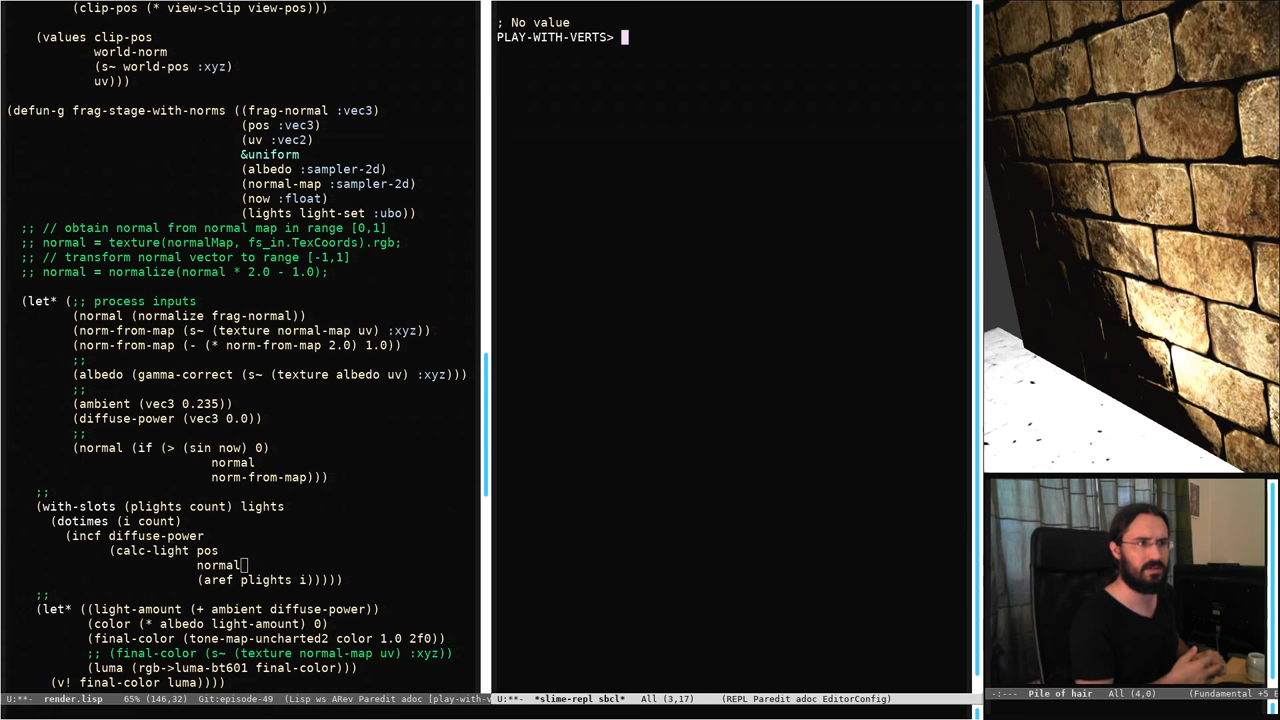 (clip-pos (* view->clip view-pos)))
(values clip-pos
world-norm
(s~ world-pos :xyz)
uv)))
(defun-g frag-stage-with-norms ((frag-normal :vec3)
(pos :vec3)
(uv :vec2)
&uniform
(albedo :sampler-2d)
(normal-map :sampler-2d)
(now :float)
(lights light-set :ubo))
;; // obtain normal from normal map in range [0,1]
;; normal = texture(normalMap, fs_in.TexCoords).rgb;
;; // transform normal vector to range [-1,1]
;; normal = normalize(normal * 2.0 - 1.0);
(let* (;; process inputs
(normal (normalize frag-normal))
(norm-from-map (s~ (texture normal-map uv) :xyz))
(norm-from-map (- (* norm-from-map 2.0) 1.0))
;;
(albedo (gamma-correct (s~ (texture albedo uv) :xyz)))
;;
(ambient (vec3 0.235))
(diffuse-power (vec3 0.0))
;;
(normal (if (> (sin now) 0)
normal
norm-from-map)))
;;
(with-slots (plights count) lights
(dotimes (i count)
(incf diffuse-power
(calc-light pos
normal
(aref plights i)))))
;;
(let* ((light-amount (+ ambient diffuse-power))
(color (* albedo light-amount) 0)
(final-color (tone-map-uncharted2 color 1.0 2f0))
;; (final-color (s~ (texture normal-map uv) :xyz))
(luma (rgb->luma-bt601 final-color)))
(v! final-color luma))))
U:**- render.lisp 65% (146,32) Git:episode-49 (Lisp ws ARev Paredit adoc [play-with-v
; No value
PLAY-WITH-VERTS>
U:**- *slime-repl sbcl* All (3,17) (REPL Paredit adoc EditorConfig)
-:--- Pile of hair All (4,0) (Fundamental +5 E